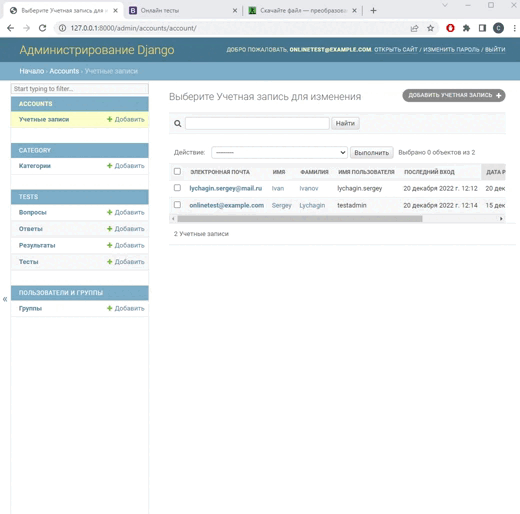 Выберите Учетная запись для и
Онлайн тесты
Скачайте файл — преобразован
127.0.0.1:8000/admin/accounts/account/
C
Администрирование Django
ДОБРО ПОЖАЛОВАТЬ, ONLINETEST@EXAMPLE.COM. ОТКРЫТЬ САЙТ / ИЗМЕНИТЬ ПАРОЛЬ / ВЫЙТИ
Начало › Accounts › Учетные записи
Start typing to filter...
ACCOUNTS
Учетные записи + Добавить
CATEGORY
Категории + Добавить
TESTS
Вопросы + Добавить
Ответы + Добавить
Результаты + Добавить
Тесты + Добавить
ПОЛЬЗОВАТЕЛИ И ГРУППЫ
Группы + Добавить
«
Выберите Учетная запись для изменения
ДОБАВИТЬ УЧЕТНАЯ ЗАПИСЬ +
Найти
Действие: --------- Выполнить Выбрано 0 объектов из 2
ЭЛЕКТРОННАЯ ПОЧТА ИМЯ ФАМИЛИЯ ИМЯ ПОЛЬЗОВАТЕЛЯ ПОСЛЕДНИЙ ВХОД ДАТА Р
lychagin.sergey@mail.ru Ivan Ivanov lychagin.sergey 20 декабря 2022 г. 12:12 20 дек
onlinetest@example.com Sergey Lychagin testadmin 20 декабря 2022 г. 12:14 15 дек
2 Учетные записи